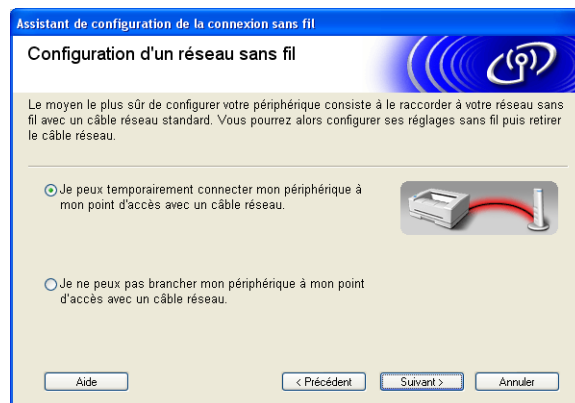 Assistant de configuration de la connexion sans fil
Configuration d'un réseau sans fil
Le moyen le plus sûr de configurer votre périphérique consiste à le raccorder à votre réseau sans
fil avec un câble réseau standard. Vous pourrez alors configurer ses réglages sans fil puis retirer
le câble réseau.
Je peux temporairement connecter mon périphérique à
mon point d'accès avec un câble réseau.
Je ne peux pas brancher mon périphérique à mon point
d'accès avec un câble réseau.
Aide
< Précédent
Suivant >
Annuler